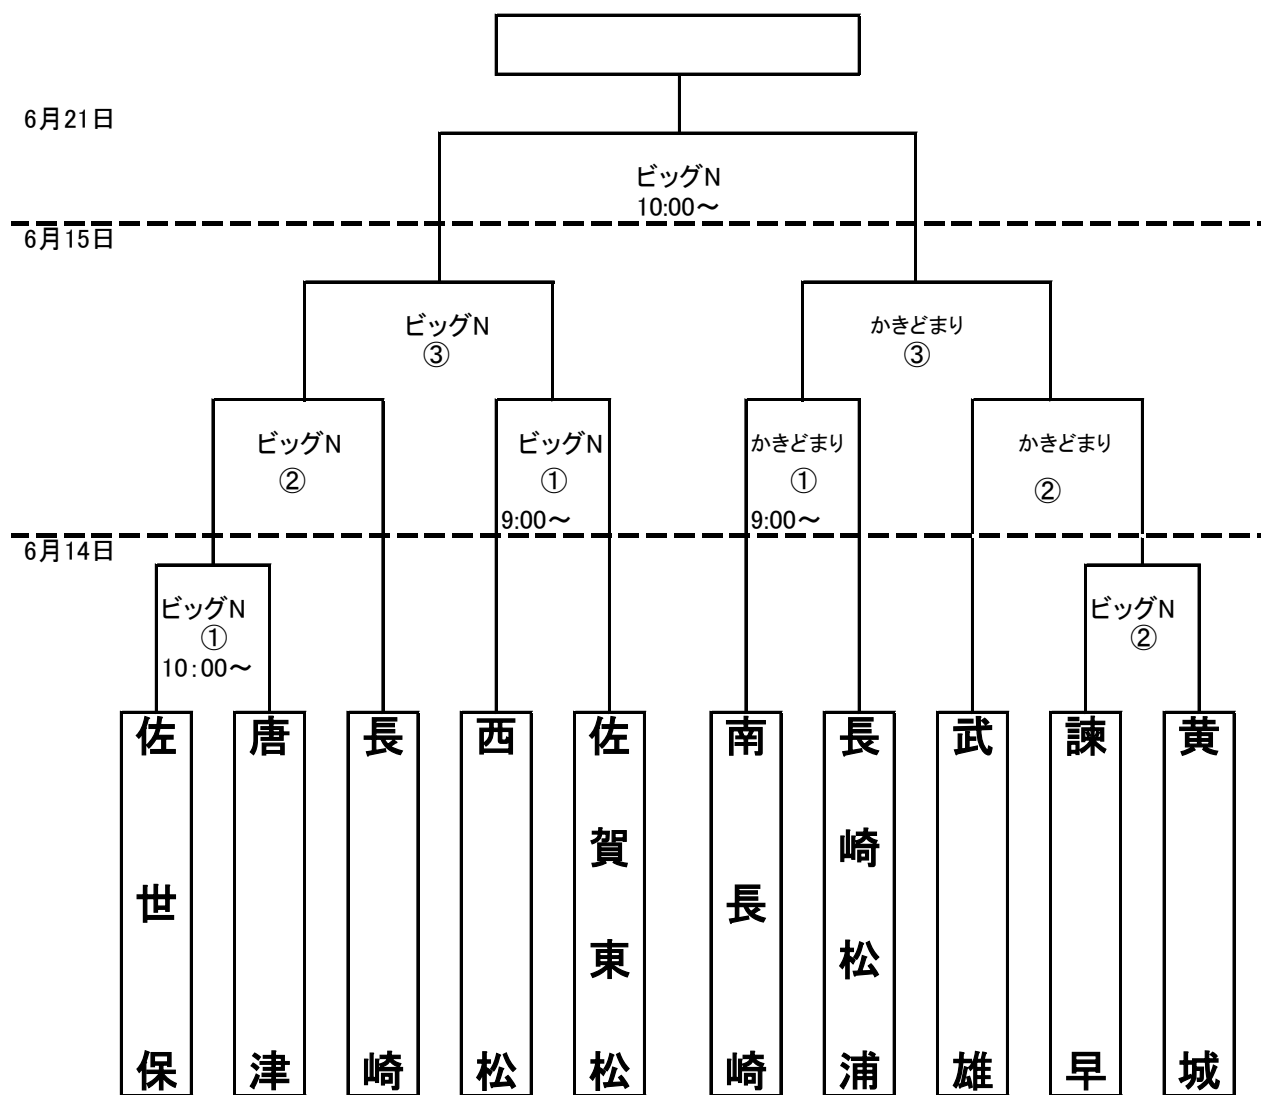 6月21日
ビッグN
10:00～
6月15日
ビッグN
③
かきどまり
③
ビッグN
②
ビッグN
①
9:00～
かきどまり
①
9:00～
かきどまり
②
6月14日
ビッグN
①
10:00～
ビッグN
②
佐世保
唐津
長崎
西松
佐賀東松
南長崎
長崎松浦
武雄
諫早
黄城